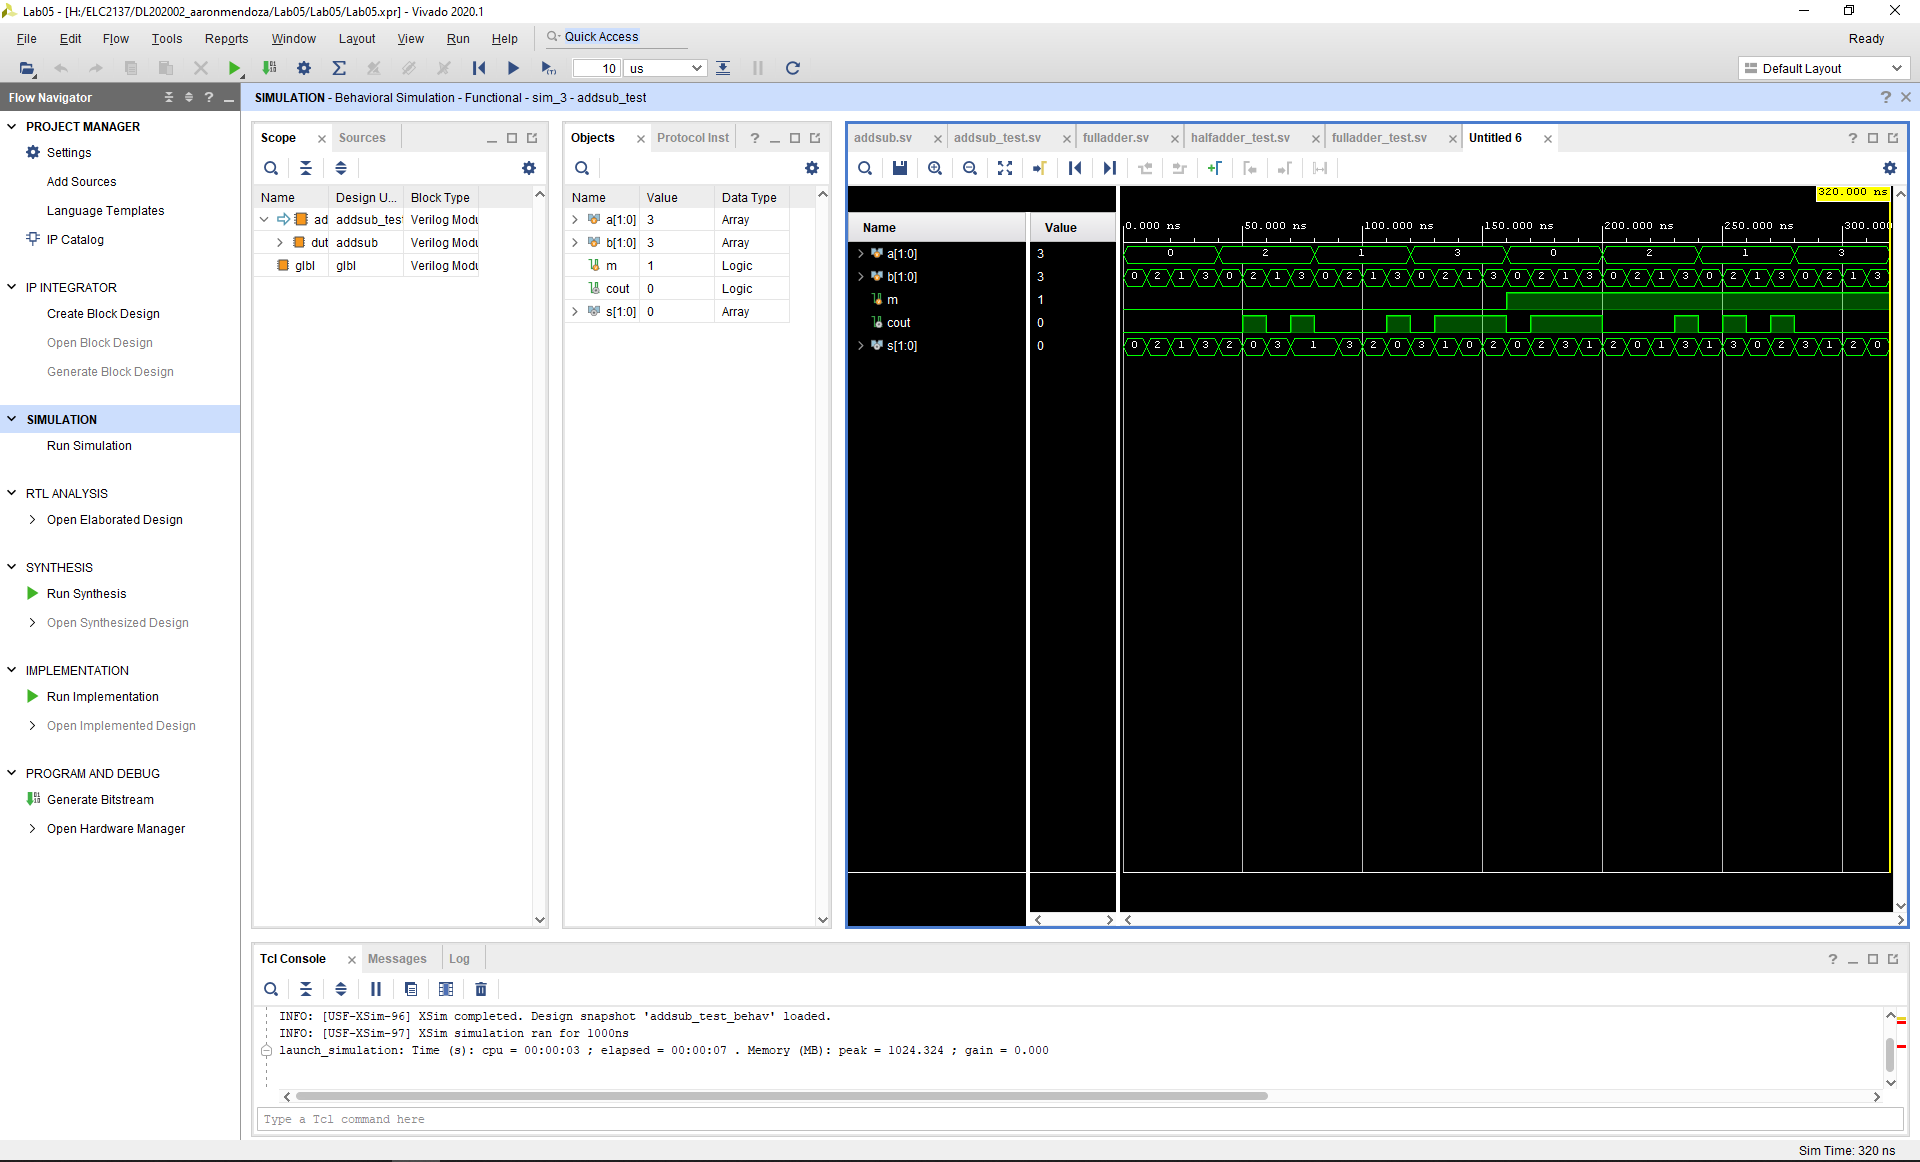 Lab05 - [H:/ELC2137/DL202002_aaronmendoza/Lab05/Lab05/Lab05.xpr] - Vivado 2020.1
File Edit Flow Tools Reports Window Layout View Run Help Quick Access Ready
10 us Default Layout
Flow Navigator
SIMULATION - Behavioral Simulation - Functional - sim_3 - addsub_test
PROJECT MANAGER
Settings
Add Sources
Language Templates
IP Catalog
IP INTEGRATOR
Create Block Design
Open Block Design
Generate Block Design
SIMULATION
Run Simulation
RTL ANALYSIS
Open Elaborated Design
SYNTHESIS
Run Synthesis
Open Synthesized Design
IMPLEMENTATION
Run Implementation
Open Implemented Design
PROGRAM AND DEBUG
Generate Bitstream
Open Hardware Manager
Scope Sources
Name Design U... Block Type
ad addsub_test Verilog Modu
dut addsub Verilog Modu
glbl glbl Verilog Modu
Objects Protocol Inst
Name Value Data Type
a[1:0] 3 Array
b[1:0] 3 Array
m 1 Logic
cout 0 Logic
s[1:0] 0 Array
addsub.sv addsub_test.sv fulladder.sv halfadder_test.sv fulladder_test.sv Untitled 6
320.000 ns
Name Value
0.000 ns 50.000 ns 100.000 ns 150.000 ns 200.000 ns 250.000 ns 300.000
a[1:0] 3 0 2 1 3 0 2 1 3
b[1:0] 3 0 2 1 3 0 2 1 3 0 2 1 3 0 2 1 3 0 2 1 3 0 2 1 3 0 2 1 3 0 2 1 3
m 1
cout 0
s[1:0] 0 0 2 1 3 2 0 3 1 3 2 0 3 1 0 2 0 2 3 1 2 0 1 3 1 3 0 2 3 1 2 0
Tcl Console Messages Log
INFO: [USF-XSim-96] XSim completed. Design snapshot 'addsub_test_behav' loaded.
INFO: [USF-XSim-97] XSim simulation ran for 1000ns
launch_simulation: Time (s): cpu = 00:00:03 ; elapsed = 00:00:07 . Memory (MB): peak = 1024.324 ; gain = 0.000
Type a Tcl command here
Sim Time: 320 ns